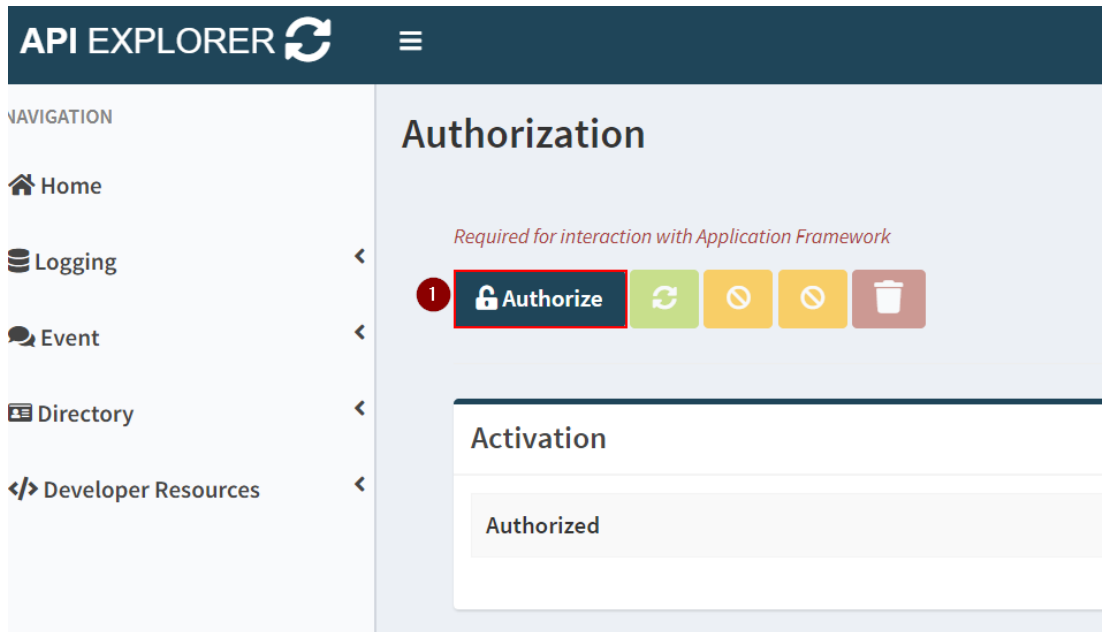 API EXPLORER
NAVIGATION
Authorization
Home
Required for interaction with Application Framework
Logging
1
Authorize
Event
Directory
Activation
Developer Resources
Authorized